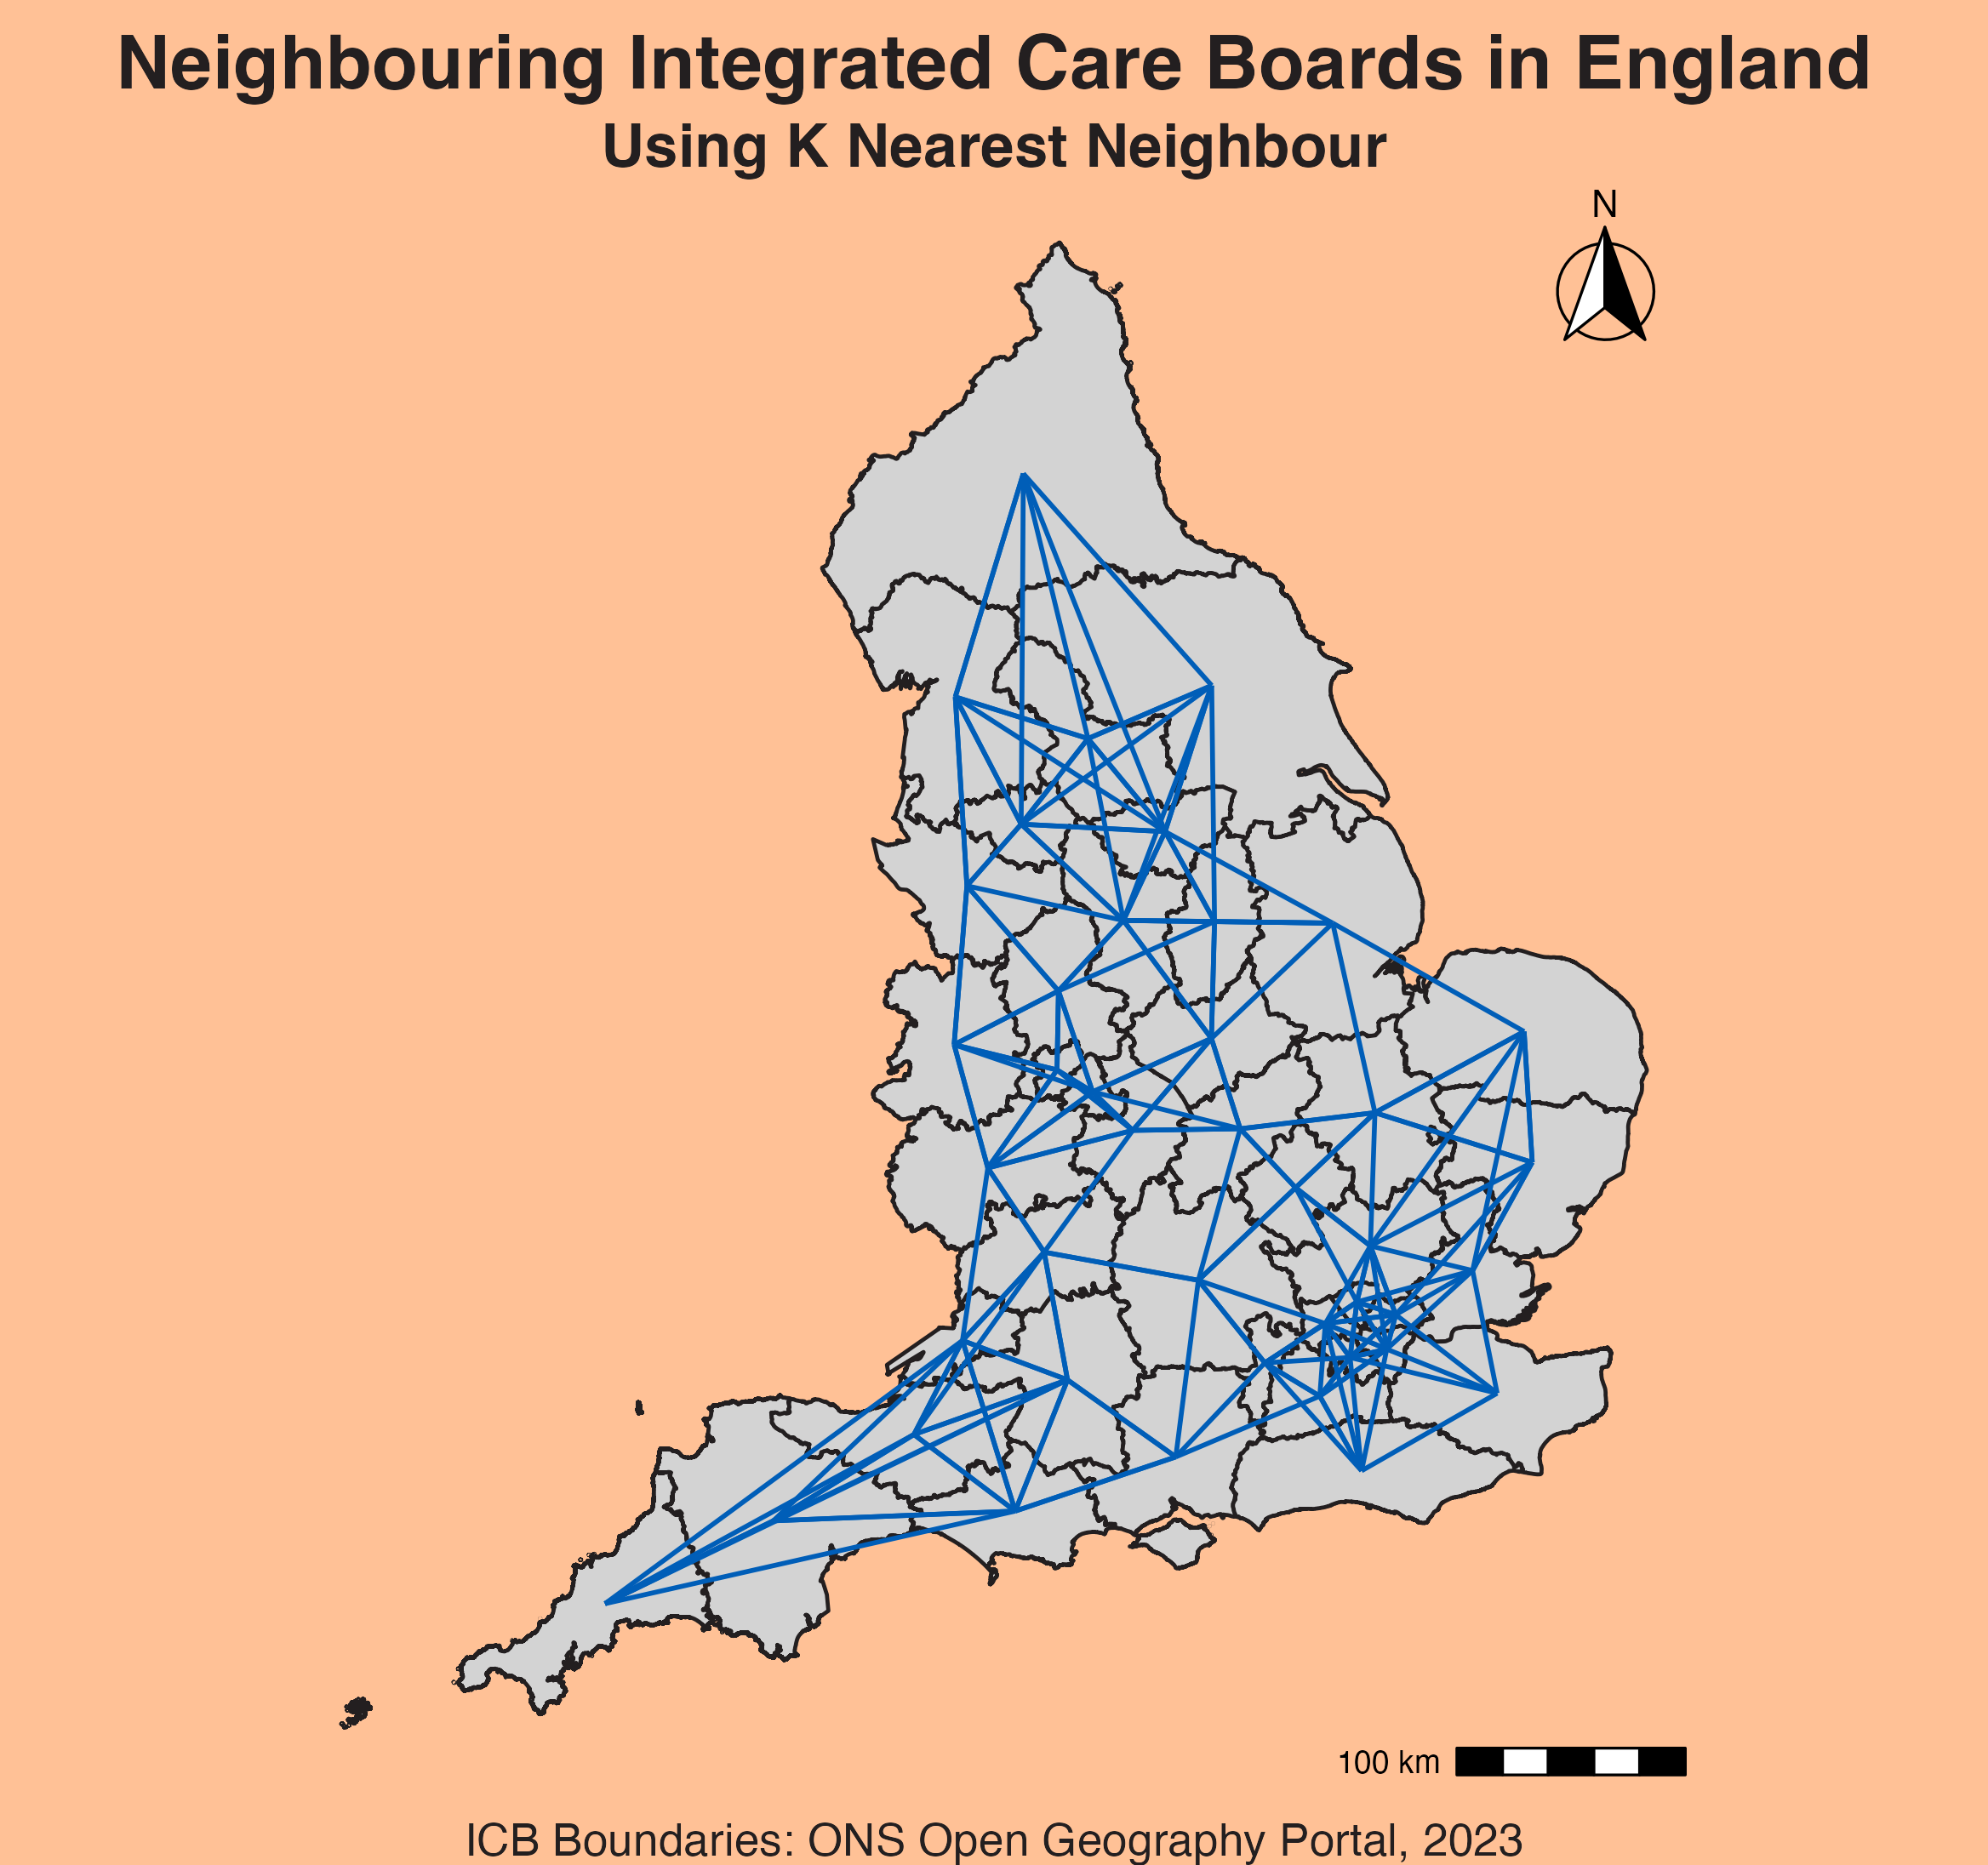 Neighbouring Integrated Care Boards in England
Using K Nearest Neighbour
N
100 km
ICB Boundaries: ONS Open Geography Portal, 2023